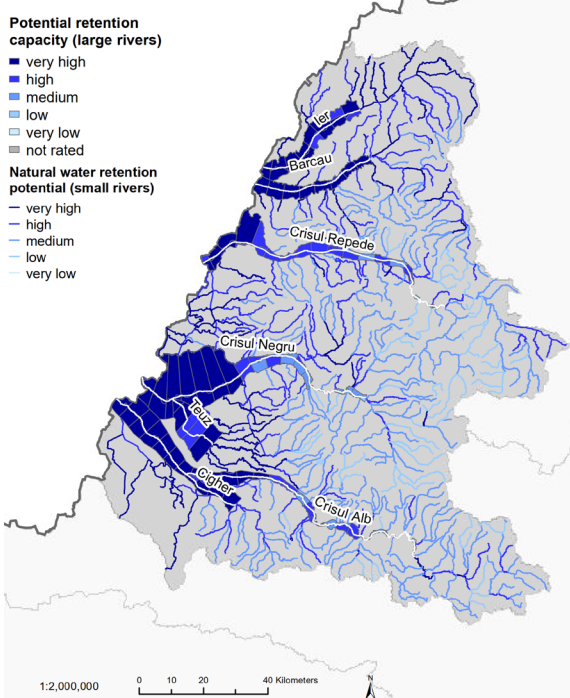 Potential retention
capacity (large rivers)
very high
high
medium
low
very low
not rated
Natural water retention
potential (small rivers)
very high
high
medium
low
very low
Ier
Barcau
Crisul Repede
Crisul Negru
Teuz
Cigher
Crisul Alb
1:2,000,000
0 10 20 40 Kilometers
N